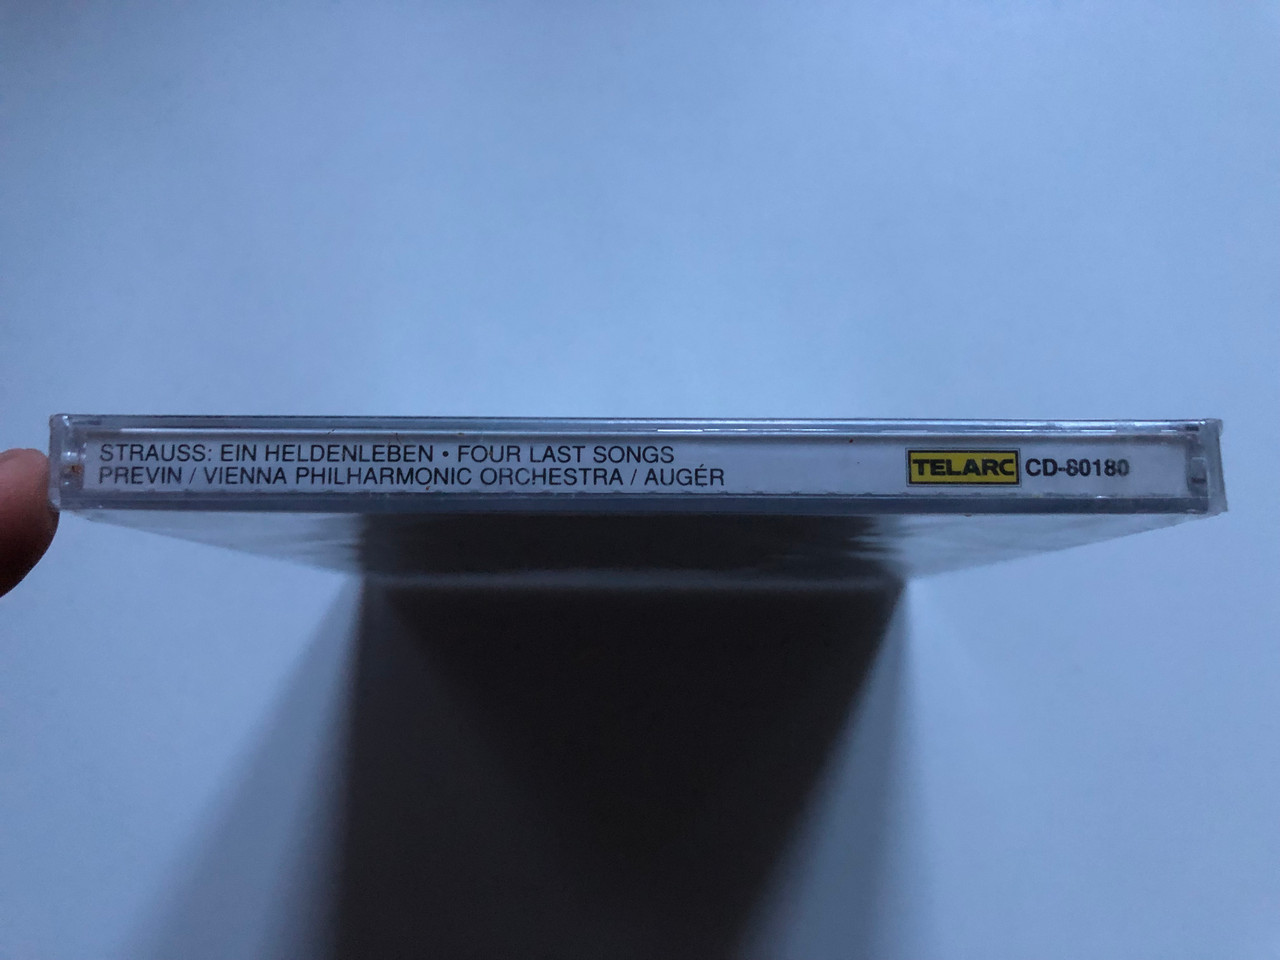 STRAUSS: EIN HELDENLEBEN • FOUR LAST SONGS
PREVIN / VIENNA PHILHARMONIC ORCHESTRA / AUGÉR
TELARC CD-80180